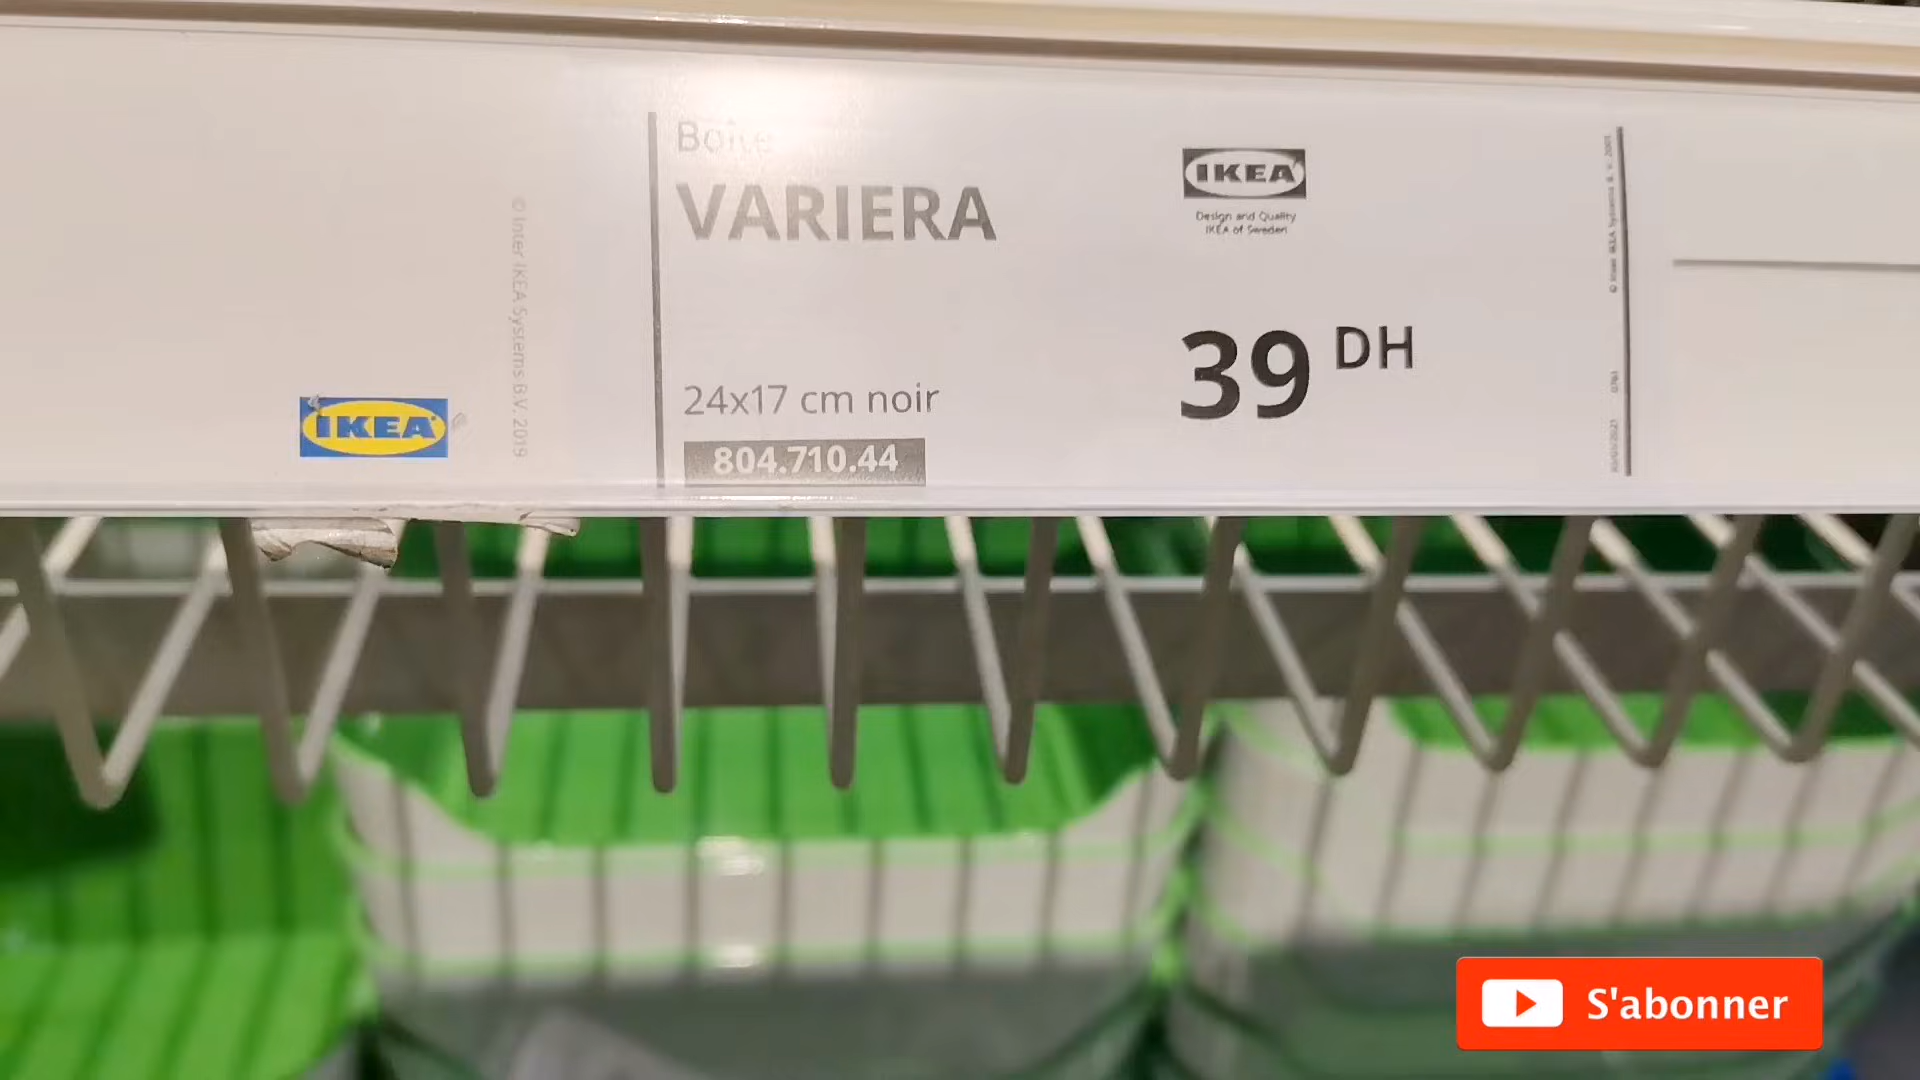 © Inter IKEA Systems B.V. 2019
IKEA
Boîte
VARIERA
24x17 cm noir
804.710.44
IKEA
Design and Quality
IKEA of Sweden
39 DH
S'abonner